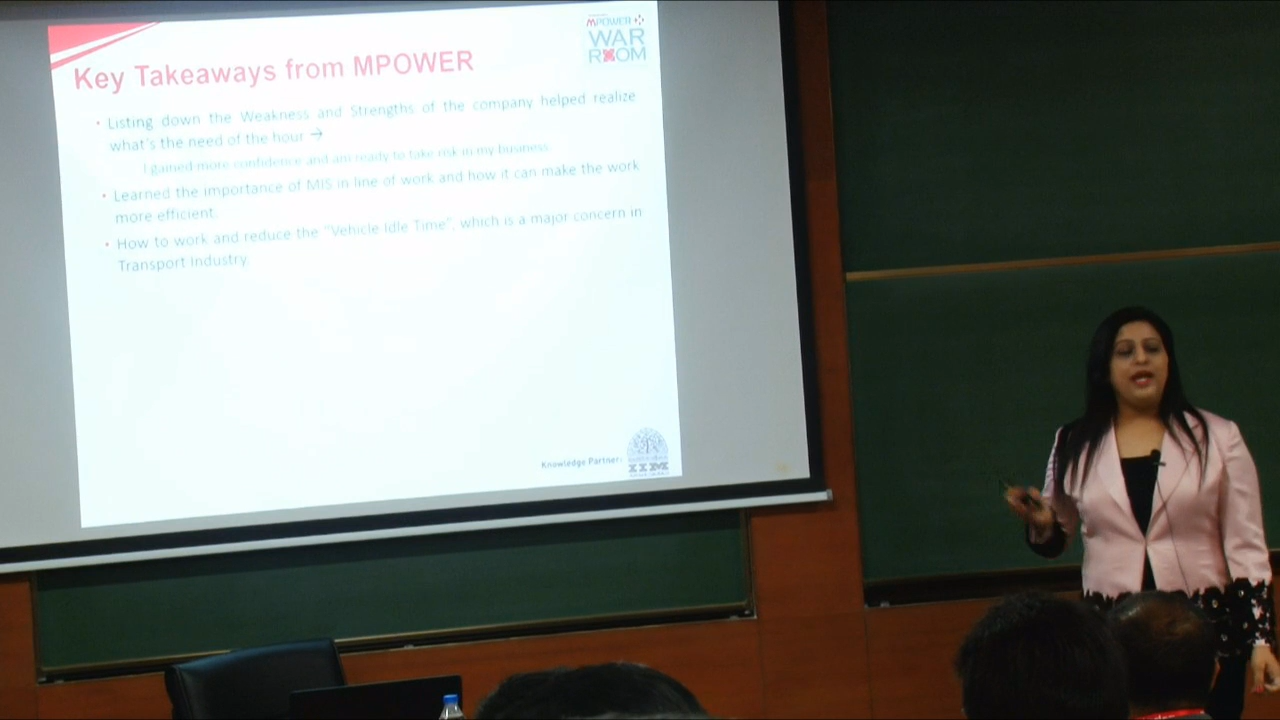 MPOWER
WAR
ROOM
Key Takeaways from MPOWER
• Listing down the Weakness and Strengths of the company helped realize
what's the need of the hour →
I gained more confidence and am ready to take risk in my business
• Learned the importance of MIS in line of work and how it can make the work
more efficient.
• How to work and reduce the "Vehicle Idle Time", which is a major concern in
Transport Industry.
Knowledge Partner:
IIM